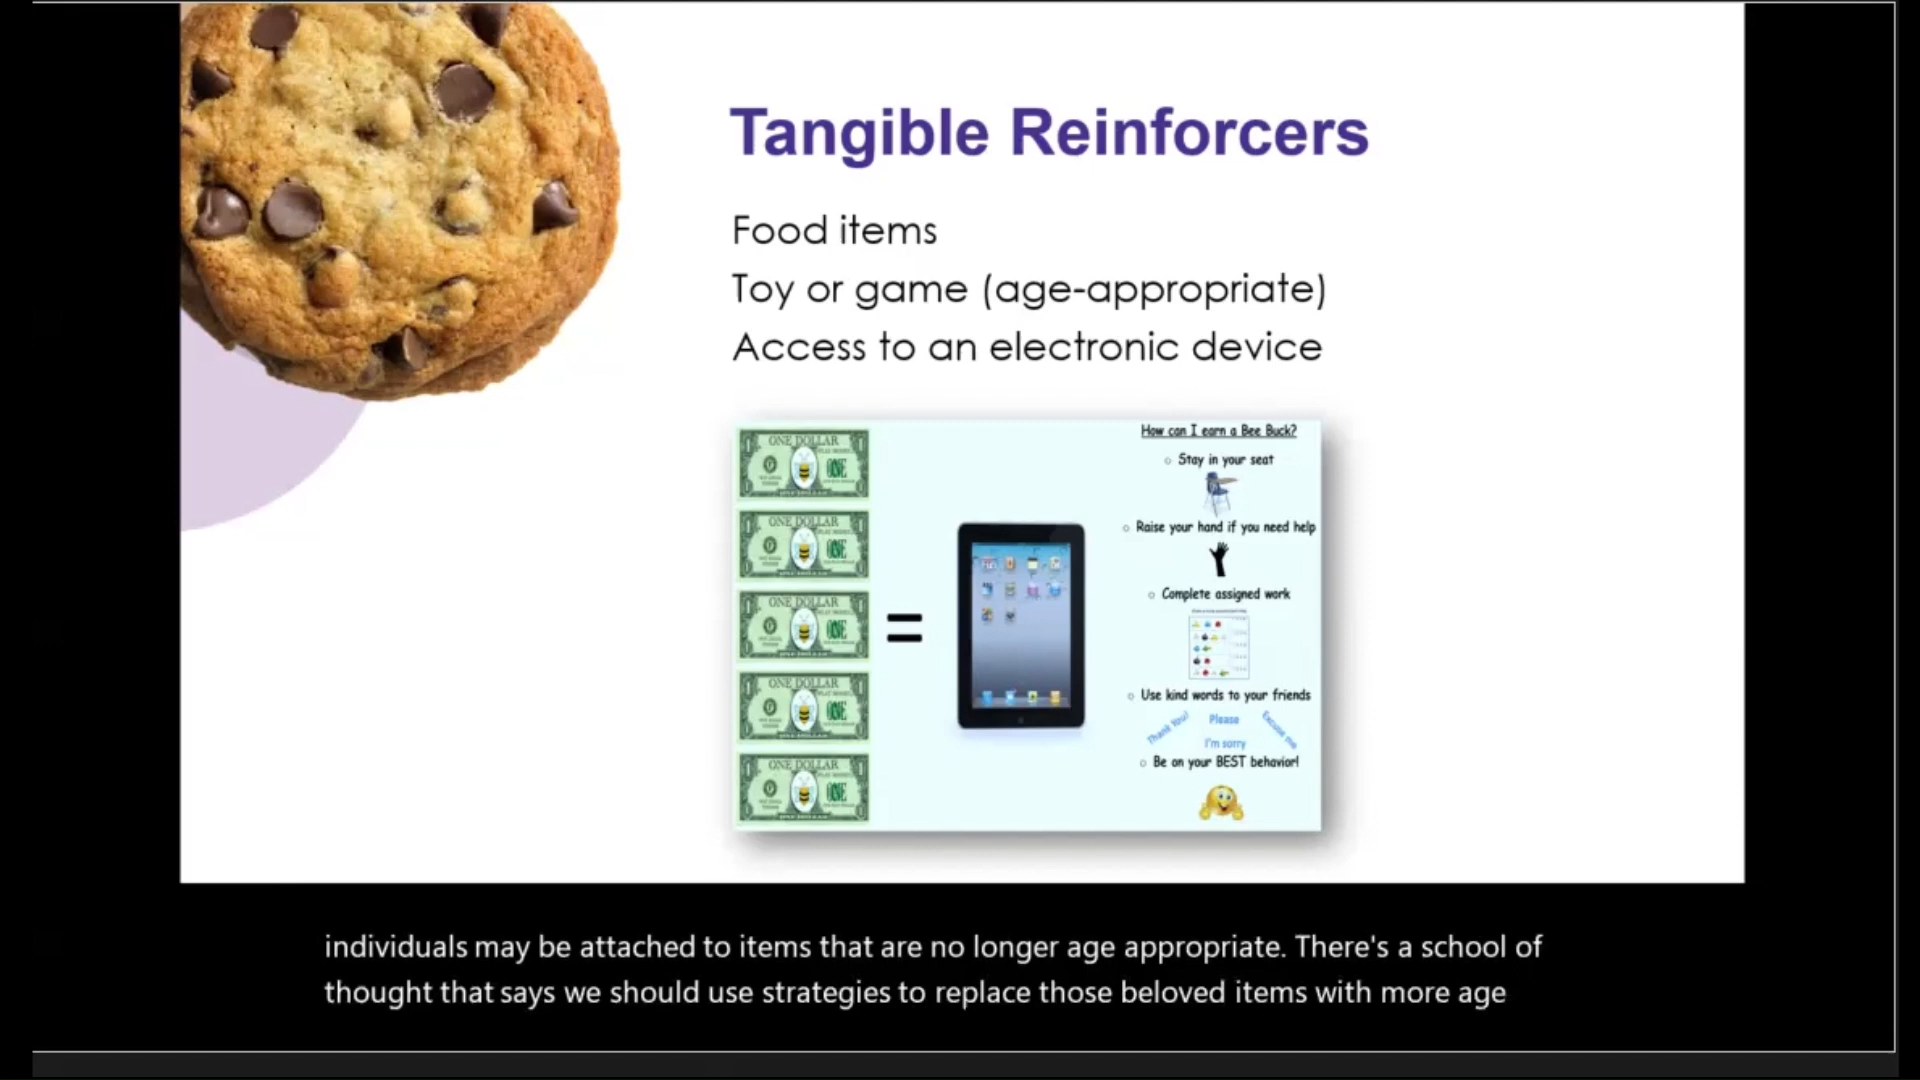 Tangible Reinforcers
Food items
Toy or game (age-appropriate)
Access to an electronic device
ONE DOLLAR
ONE
ONE DOLLAR
ONE
ONE DOLLAR
ONE
ONE DOLLAR
ONE
ONE DOLLAR
ONE
=
How can I earn a Bee Buck?
Stay in your seat
Raise your hand if you need help
Complete assigned work
Use kind words to your friends
Thank You!
Please
Excuse me
I'm sorry
Be on your BEST behavior!
individuals may be attached to items that are no longer age appropriate. There's a school of
thought that says we should use strategies to replace those beloved items with more age